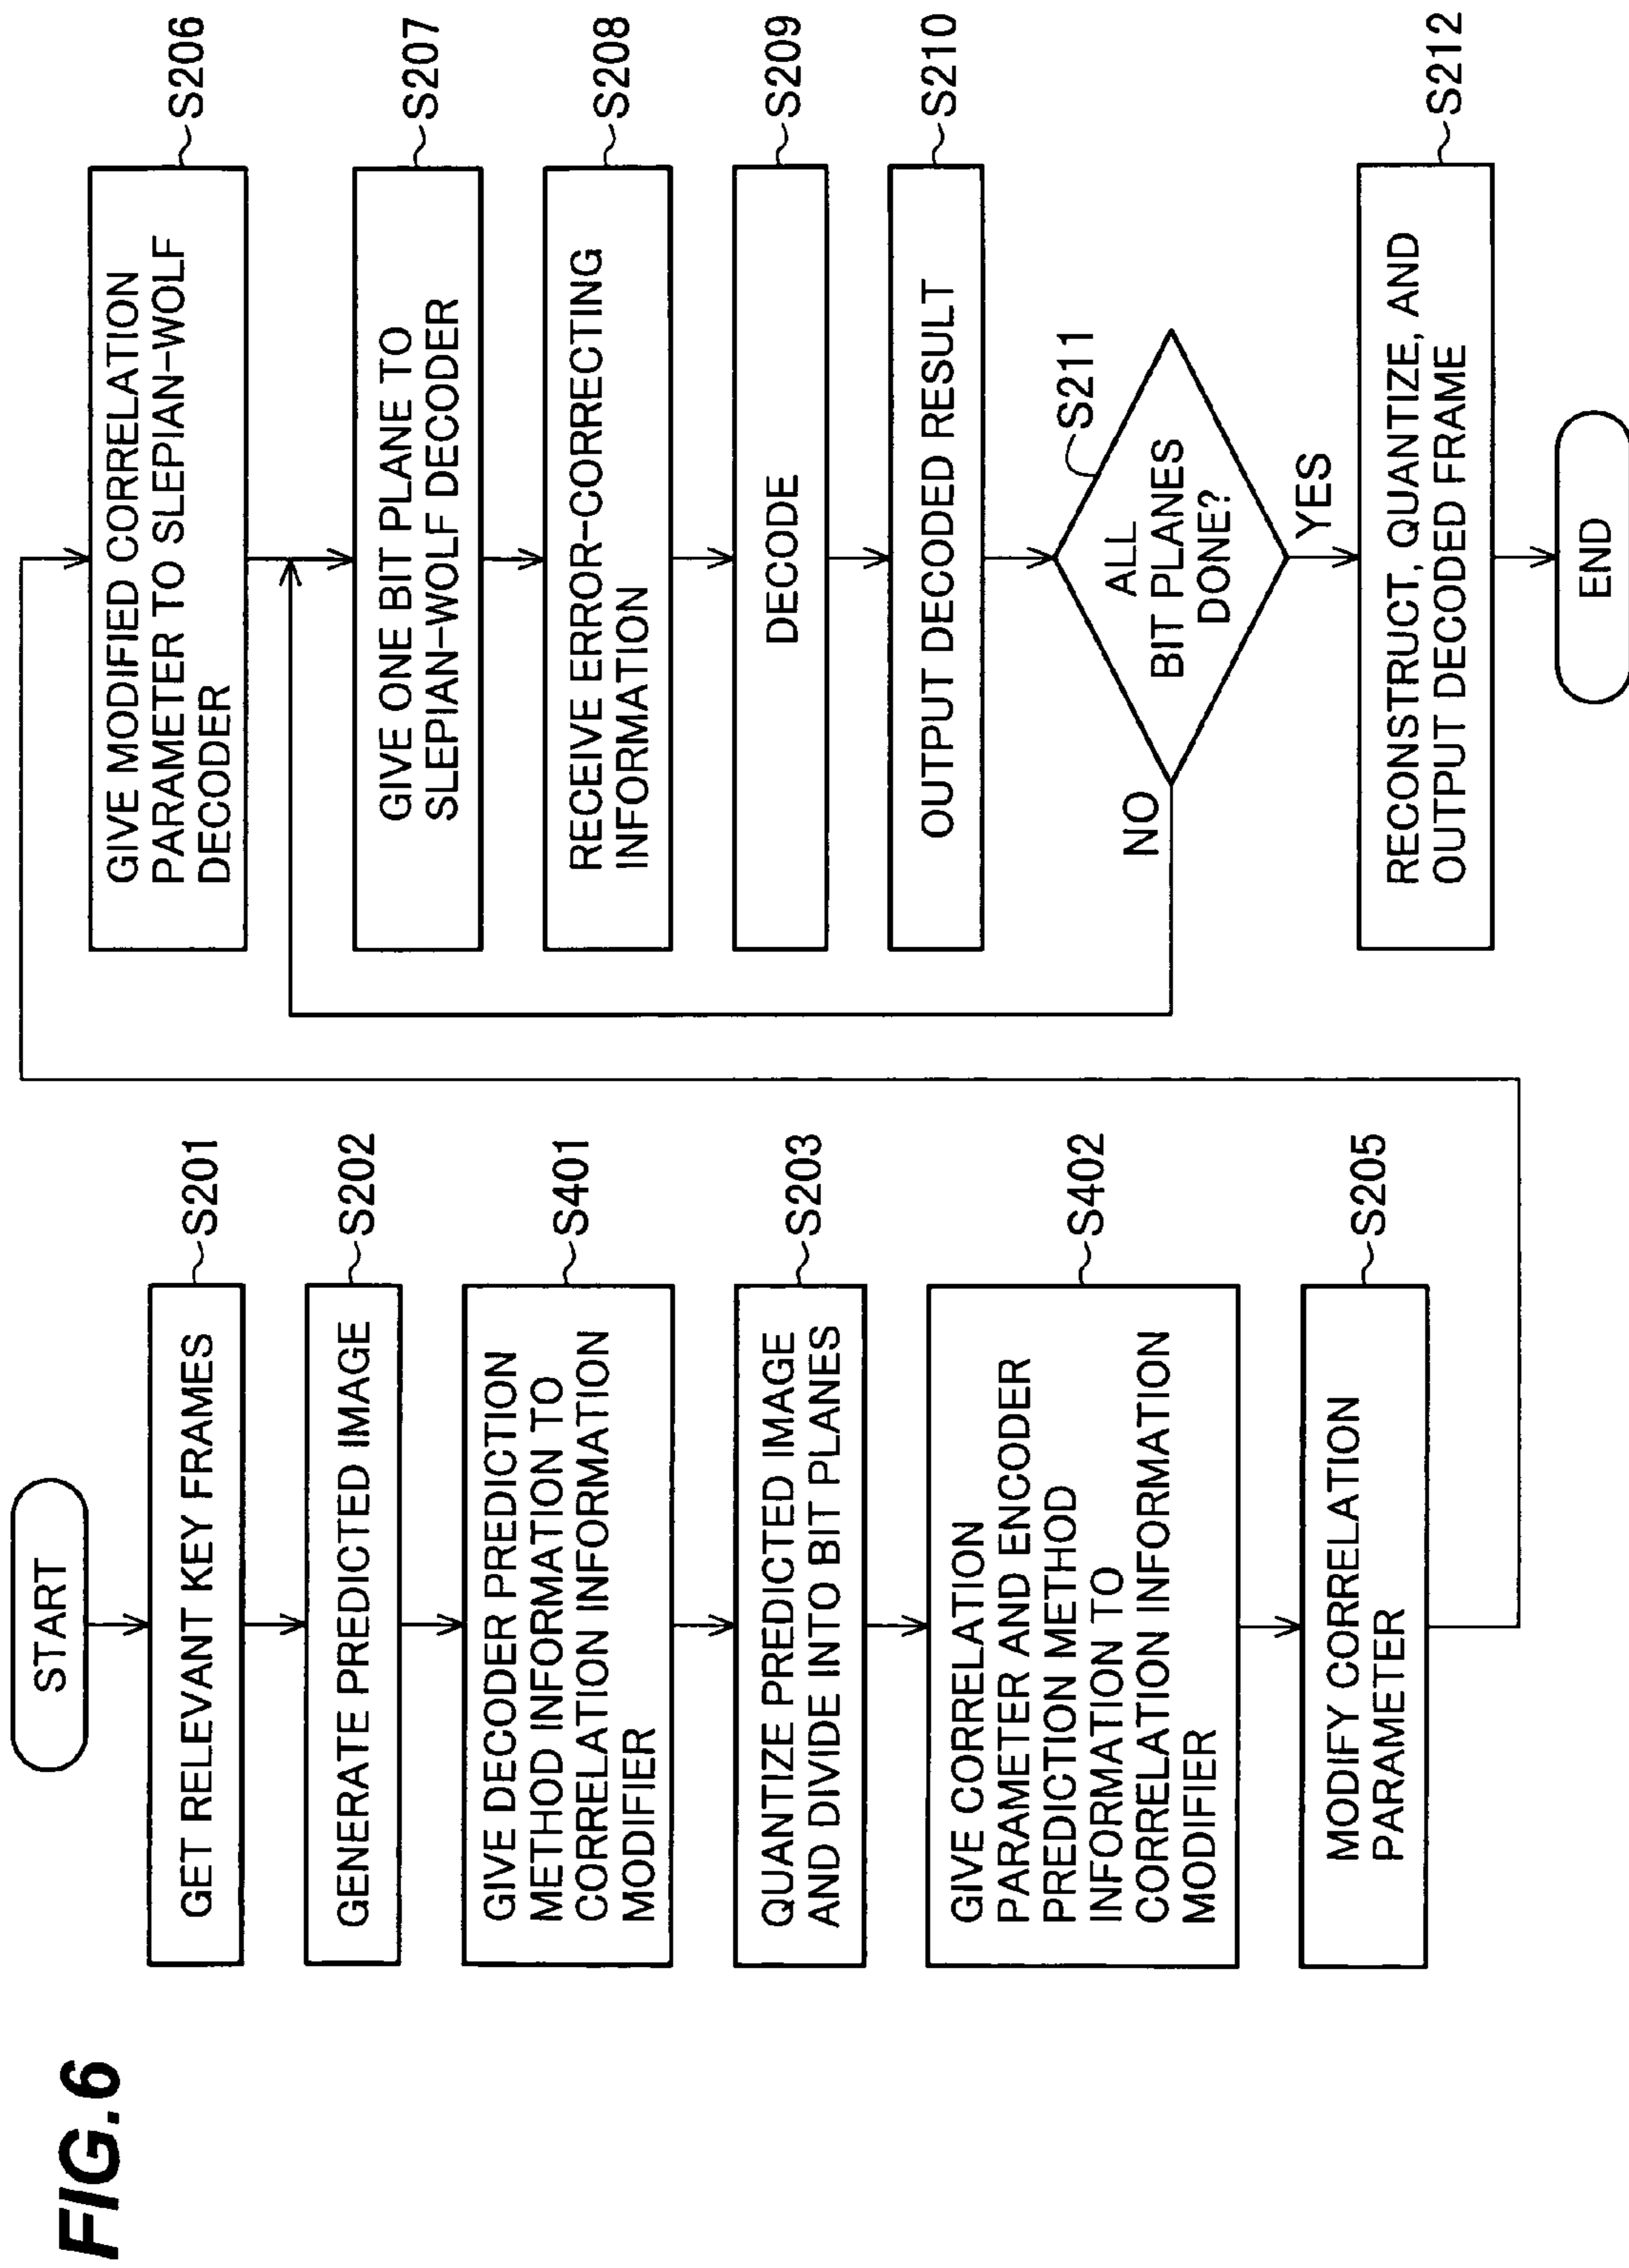 FIG.6
START
GET RELEVANT KEY FRAMES
S201
GENERATE PREDICTED IMAGE
S202
GIVE DECODER PREDICTION
METHOD INFORMATION TO
CORRELATION INFORMATION
MODIFIER
S401
QUANTIZE PREDICTED IMAGE
AND DIVIDE INTO BIT PLANES
S203
GIVE CORRELATION
PARAMETER AND ENCODER
PREDICTION METHOD
INFORMATION TO
CORRELATION INFORMATION
MODIFIER
S402
MODIFY CORRELATION
PARAMETER
S205
GIVE MODIFIED CORRELATION
PARAMETER TO SLEPIAN-WOLF
DECODER
S206
GIVE ONE BIT PLANE TO
SLEPIAN-WOLF DECODER
S207
RECEIVE ERROR-CORRECTING
INFORMATION
S208
DECODE
S209
OUTPUT DECODED RESULT
S210
ALL
BIT PLANES
DONE?
S211
NO
YES
RECONSTRUCT, QUANTIZE, AND
OUTPUT DECODED FRAME
S212
END